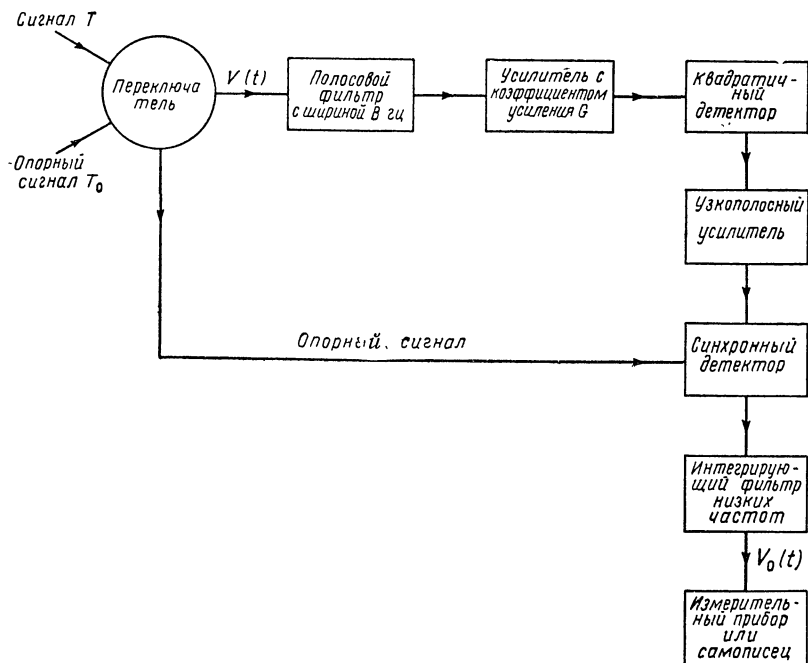 Сигнал T
Переключа
тель
-Опорный
сигнал T₀
V(t)
Полосовой
фильтр
с шириной В гц
Усилитель с
коэффициентом
усиления G
Квадратич-
ный
детектор
Узкополосный
усилитель
Опорный. сигнал
Синхронный
детектор
Интегрирую-
щий фильтр
низких
частот
V₀(t)
Измеритель-
ный прибор
или
самописец